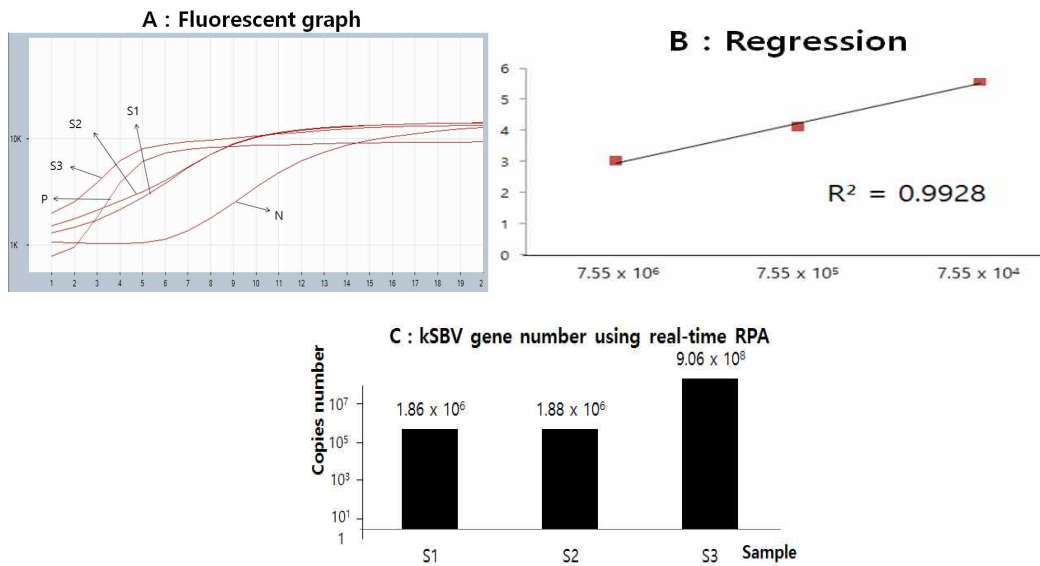 A : Fluorescent graph
10K
1K
S1
S2
S3
P
N
1 2 3 4 5 6 7 8 9 10 11 12 13 14 15 16 17 18 19 2
B : Regression
6
5
4
3
2
1
0
R² = 0.9928
7.55 x 10⁶ 7.55 x 10⁵ 7.55 x 10⁴
C : kSBV gene number using real-time RPA
Copies number
10⁷
10⁵
10³
10¹
1
1.86 x 10⁶
1.88 x 10⁶
9.06 x 10⁸
S1 S2 S3 Sample